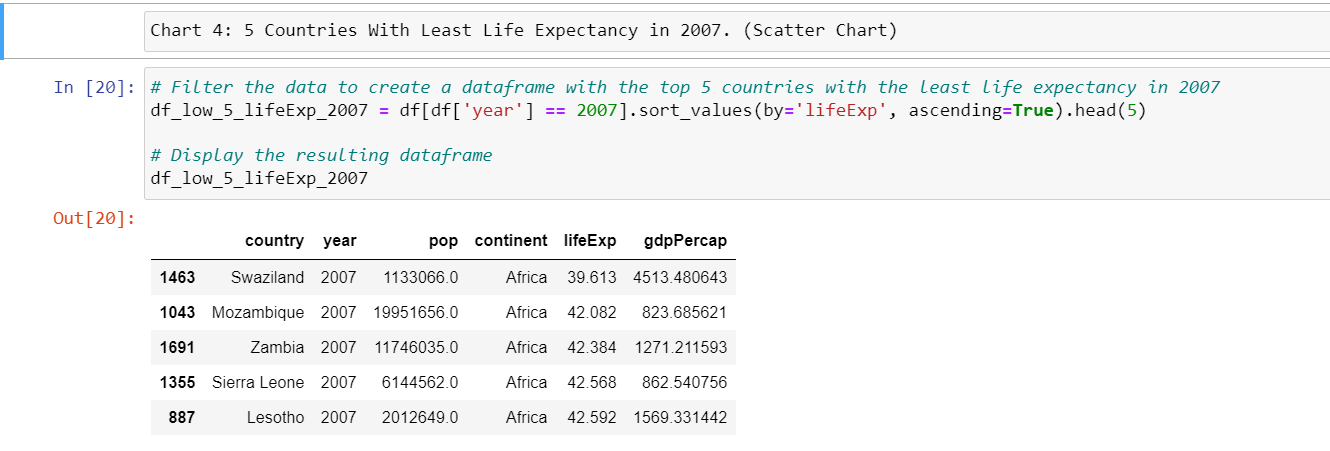 Chart 4: 5 Countries With Least Life Expectancy in 2007. (Scatter Chart)
In [20]: # Filter the data to create a dataframe with the top 5 countries with the least life expectancy in 2007
df_low_5_lifeExp_2007 = df[df['year'] == 2007].sort_values(by='lifeExp', ascending=True).head(5)
# Display the resulting dataframe
df_low_5_lifeExp_2007
Out[20]:
country year pop continent lifeExp gdpPercap
1463 Swaziland 2007 1133066.0 Africa 39.613 4513.480643
1043 Mozambique 2007 19951656.0 Africa 42.082 823.685621
1691 Zambia 2007 11746035.0 Africa 42.384 1271.211593
1355 Sierra Leone 2007 6144562.0 Africa 42.568 862.540756
887 Lesotho 2007 2012649.0 Africa 42.592 1569.331442